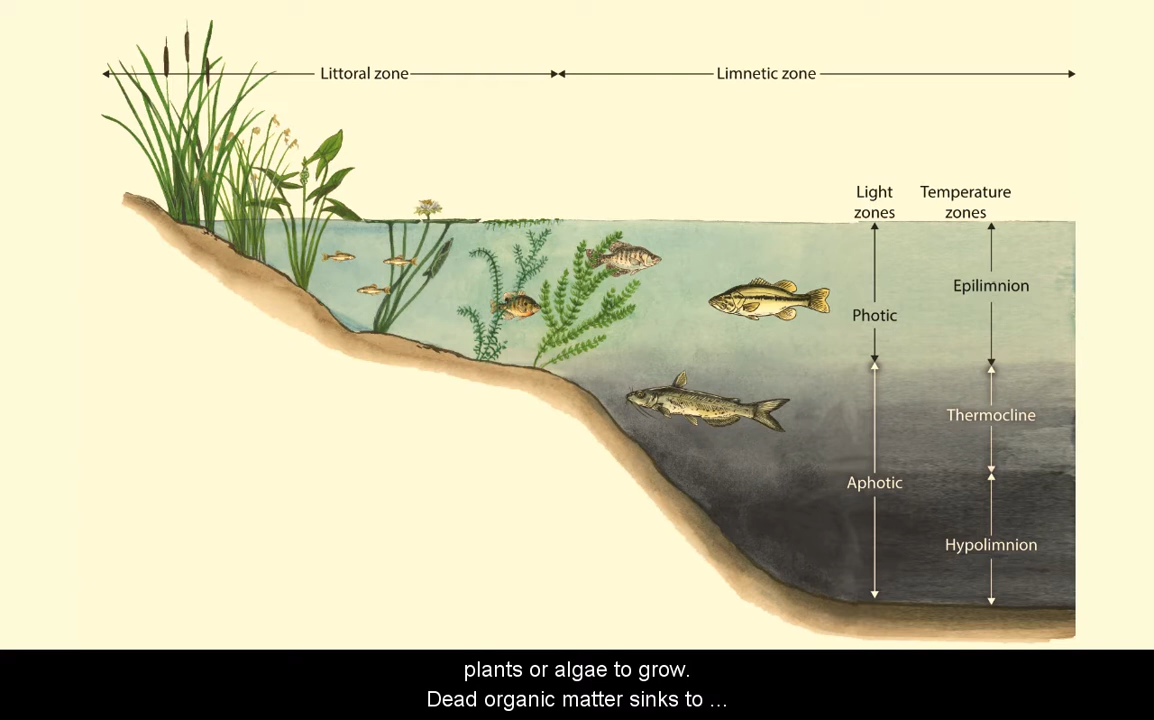 Littoral zone
Limnetic zone
Light
zones
Temperature
zones
Epilimnion
Photic
Thermocline
Aphotic
Hypolimnion
plants or algae to grow.
Dead organic matter sinks to ...